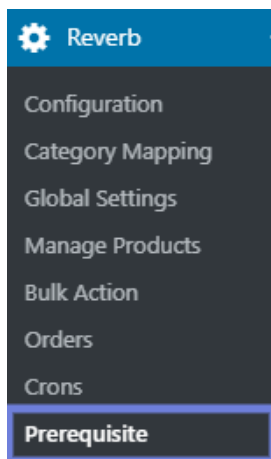 Reverb
Configuration
Category Mapping
Global Settings
Manage Products
Bulk Action
Orders
Crons
Prerequisite